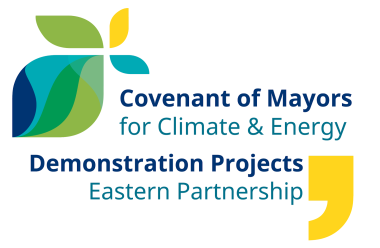 Covenant of Mayors
for Climate & Energy
Demonstration Projects
Eastern Partnership